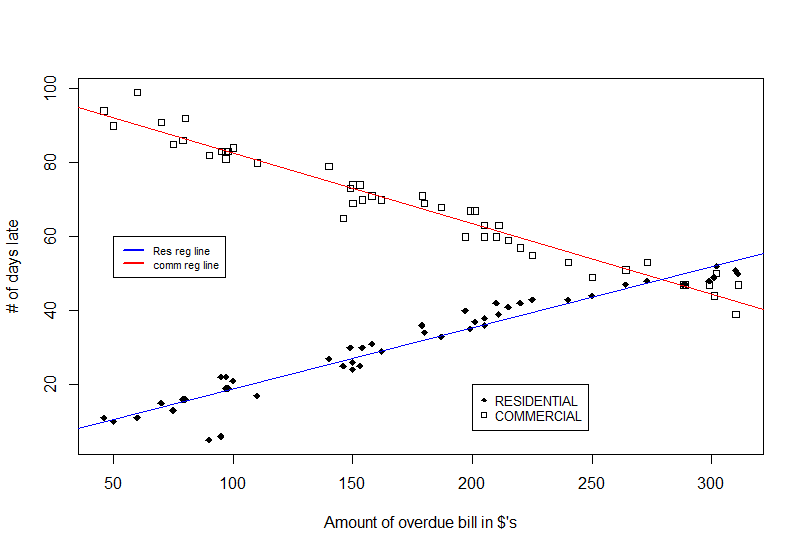 100
80
60
40
20
# of days late
Res reg line
comm reg line
RESIDENTIAL
COMMERCIAL
50 100 150 200 250 300
Amount of overdue bill in $'s